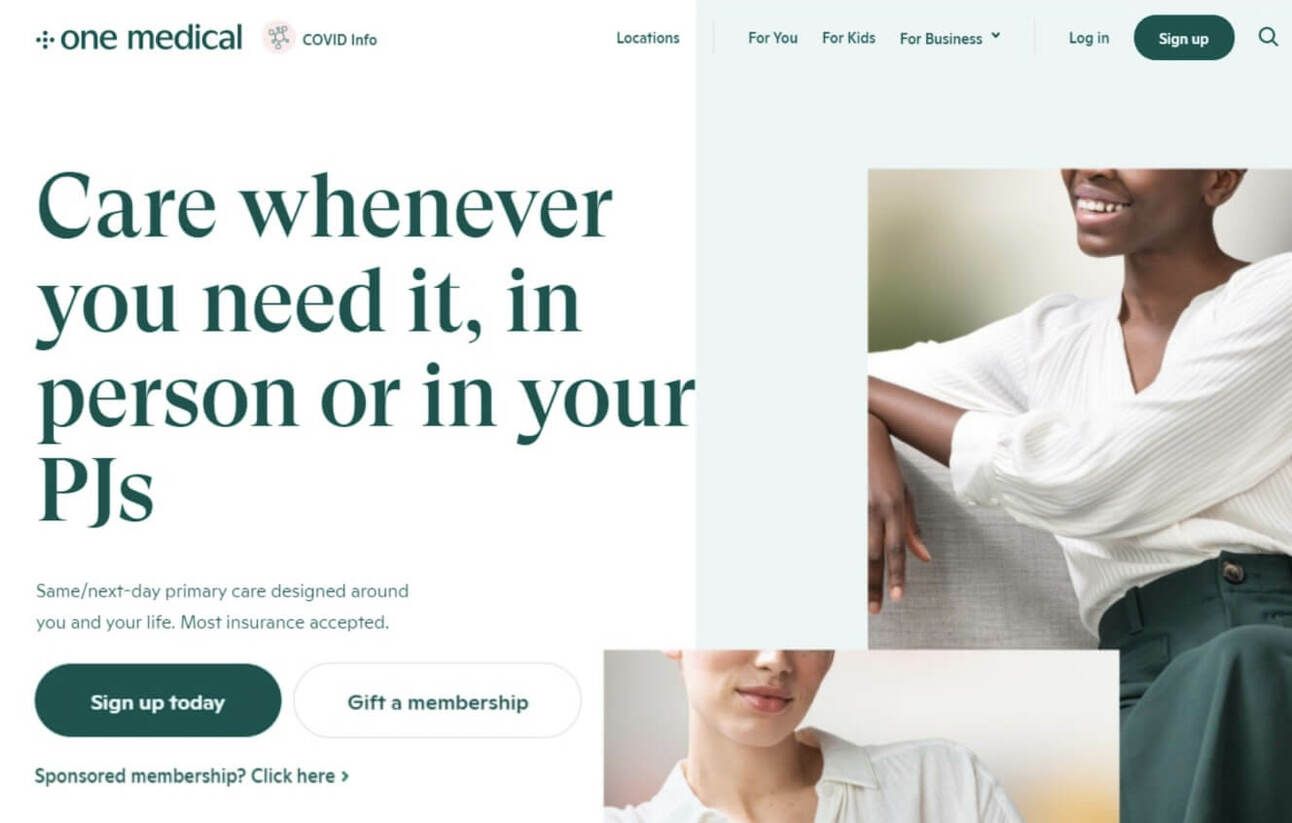 one medical
COVID Info
Locations
For You
For Kids
For Business
Log in
Sign up
Care whenever
you need it, in
person or in your
PJs
Same/next-day primary care designed around
you and your life. Most insurance accepted.
Sign up today
Gift a membership
Sponsored membership? Click here ›